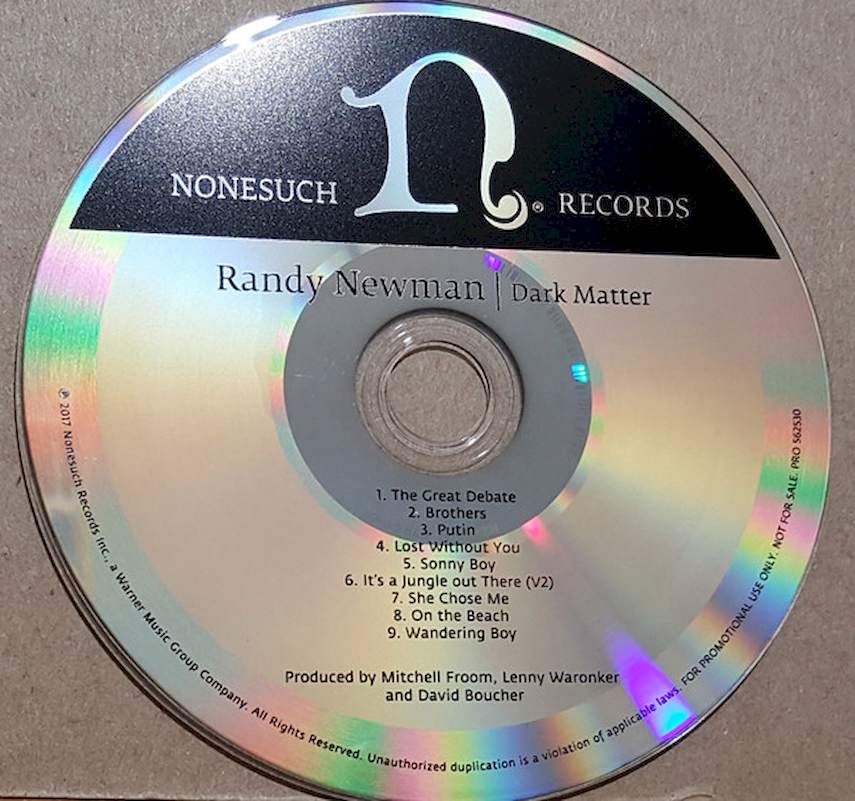 NONESUCH n® RECORDS
Randy Newman | Dark Matter
1. The Great Debate
2. Brothers
3. Putin
4. Lost Without You
5. Sonny Boy
6. It's a Jungle out There (V2)
7. She Chose Me
8. On the Beach
9. Wandering Boy
Produced by Mitchell Froom, Lenny Waronker
and David Boucher
℗ 2017 Nonesuch Records Inc., a Warner Music Group Company. All Rights Reserved. Unauthorized duplication is a violation of applicable laws. FOR PROMOTIONAL USE ONLY. NOT FOR SALE. PRO 562530